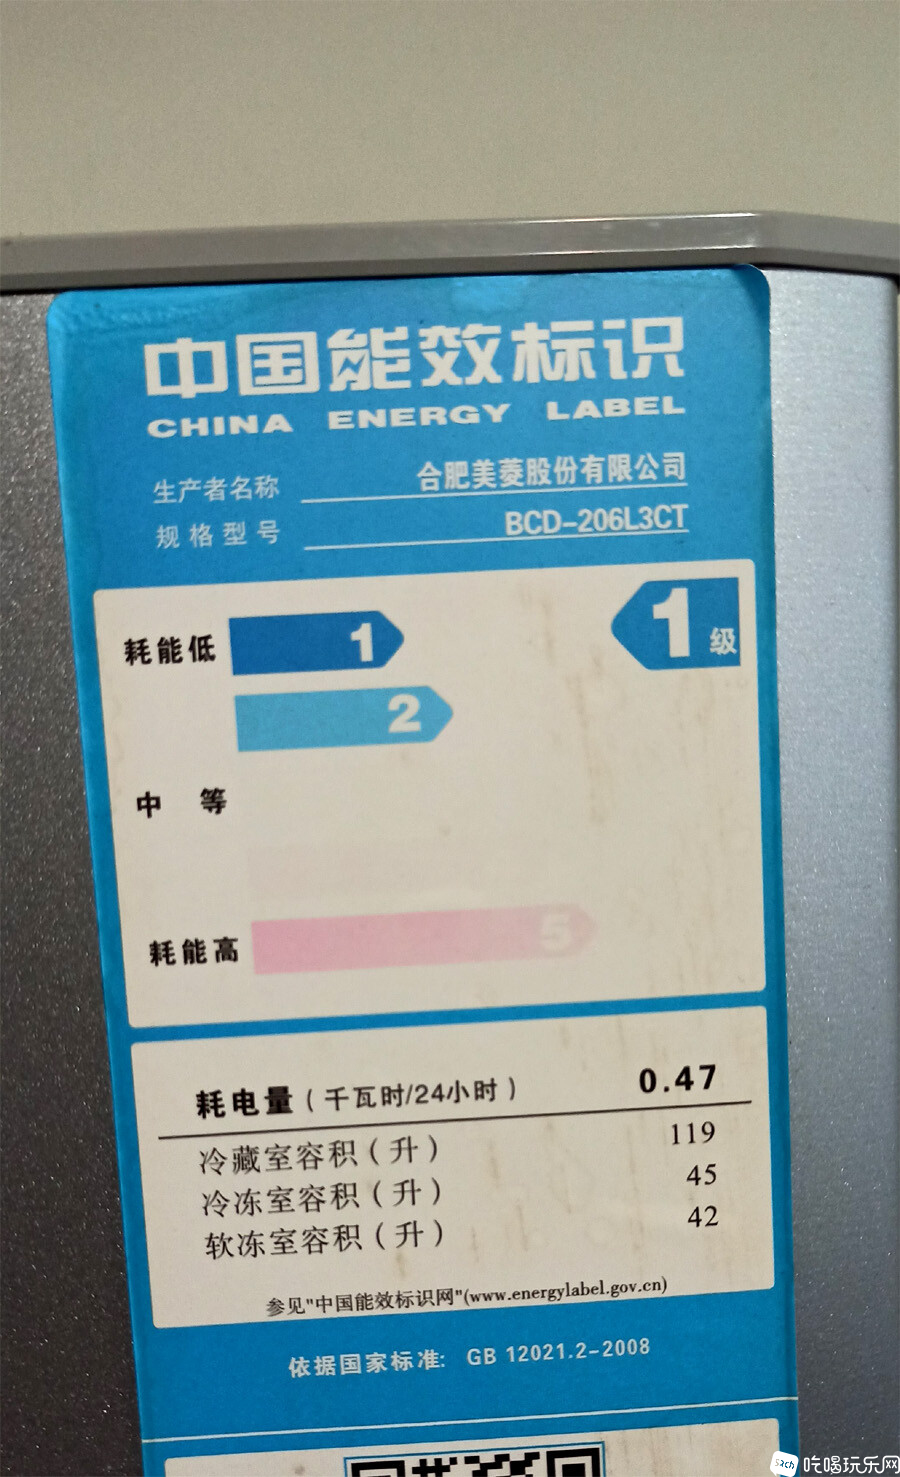 中国能效标识
CHINA ENERGY LABEL
生产者名称 合肥美菱股份有限公司
规格型号 BCD-206L3CT
耗能低 1 1级
2
中 等
耗能高 5
耗电量(千瓦时/24小时) 0.47
冷藏室容积(升) 119
冷冻室容积(升) 45
软冻室容积(升) 42
参见"中国能效标识网"(www.energylabel.gov.cn)
依据国家标准: GB 12021.2-2008
吃喝玩乐网